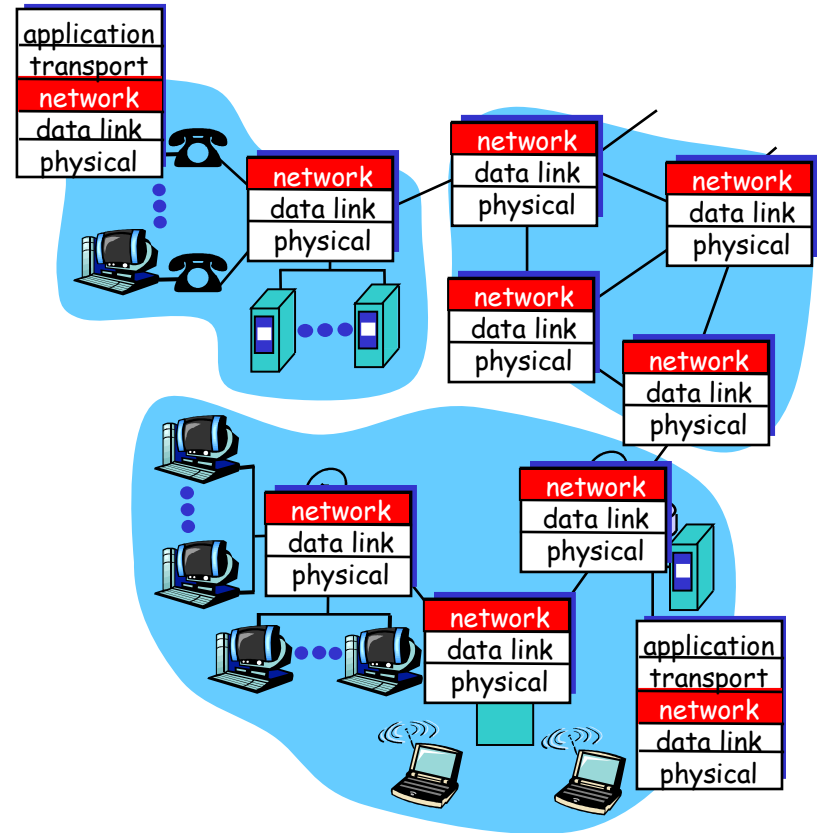 application
transport
network
data link
physical
network
data link
physical
network
data link
physical
network
data link
physical
network
data link
physical
network
data link
physical
network
data link
physical
network
data link
physical
network
data link
physical
application
transport
network
data link
physical